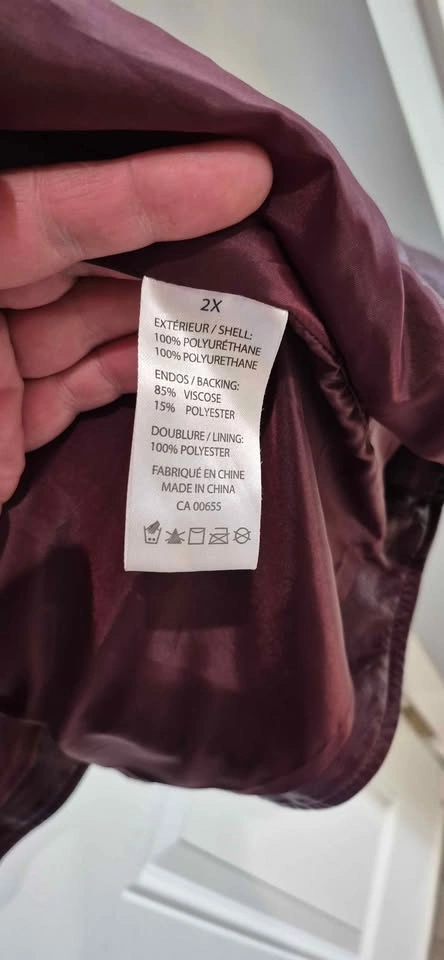 2X
EXTÉRIEUR / SHELL:
100% POLYURÉTHANE
100% POLYURETHANE
ENDOS / BACKING:
85% VISCOSE
15% POLYESTER
DOUBLURE / LINING:
100% POLYESTER
FABRIQUÉ EN CHINE
MADE IN CHINA
CA 00655